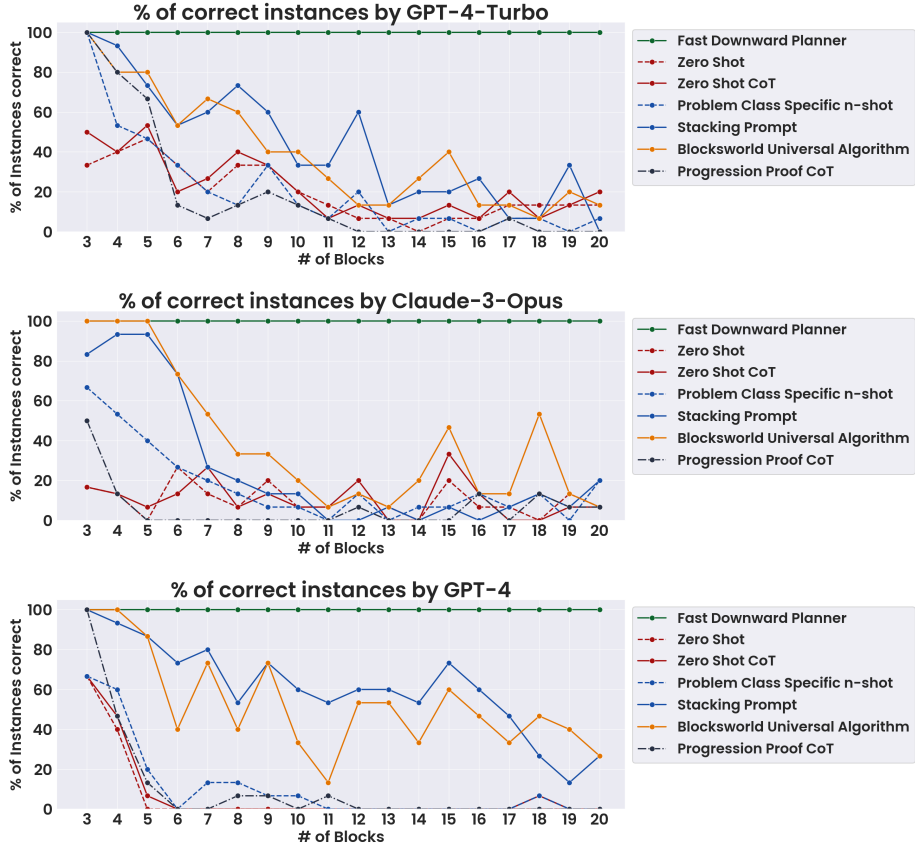 % of correct instances by GPT-4-Turbo
% of Instances correct
100
80
60
40
20
0
3 4 5 6 7 8 9 10 11 12 13 14 15 16 17 18 19 20
# of Blocks
Fast Downward Planner
Zero Shot
Zero Shot CoT
Problem Class Specific n-shot
Stacking Prompt
Blocksworld Universal Algorithm
Progression Proof CoT
% of correct instances by Claude-3-Opus
% of Instances correct
100
80
60
40
20
0
3 4 5 6 7 8 9 10 11 12 13 14 15 16 17 18 19 20
# of Blocks
Fast Downward Planner
Zero Shot
Zero Shot CoT
Problem Class Specific n-shot
Stacking Prompt
Blocksworld Universal Algorithm
Progression Proof CoT
% of correct instances by GPT-4
% of Instances correct
100
80
60
40
20
0
3 4 5 6 7 8 9 10 11 12 13 14 15 16 17 18 19 20
# of Blocks
Fast Downward Planner
Zero Shot
Zero Shot CoT
Problem Class Specific n-shot
Stacking Prompt
Blocksworld Universal Algorithm
Progression Proof CoT